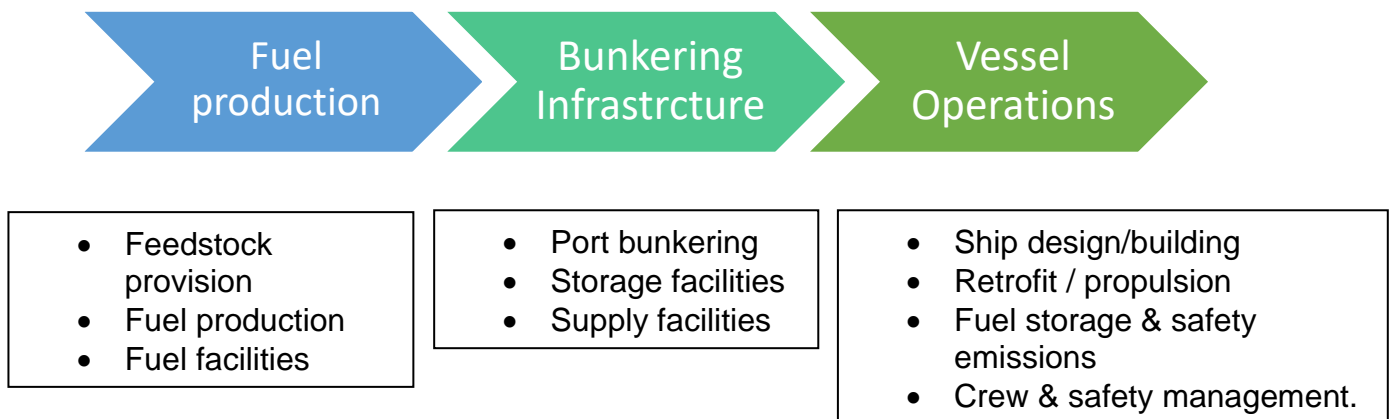 Fuel
production
Bunkering
Infrastrcture
Vessel
Operations
• Feedstock
provision
• Fuel production
• Fuel facilities
• Port bunkering
• Storage facilities
• Supply facilities
• Ship design/building
• Retrofit / propulsion
• Fuel storage & safety
emissions
• Crew & safety management.